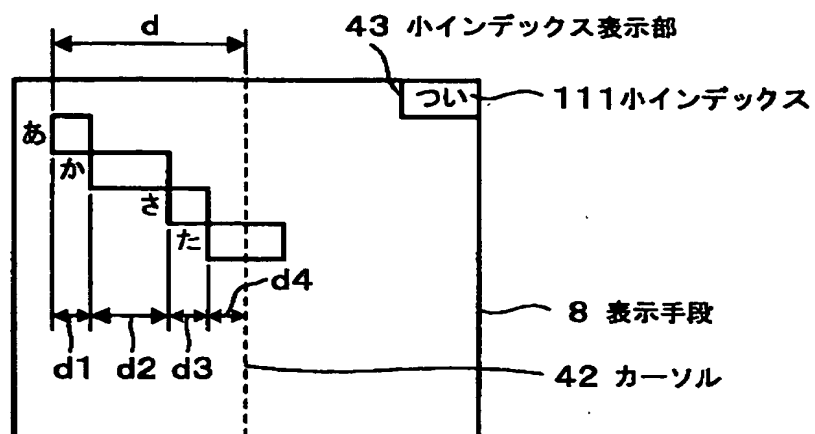 d
43 小インデックス表示部
つい
111小インデックス
あ
か
さ
た
d4
d1 d2 d3
8 表示手段
42 カーソル